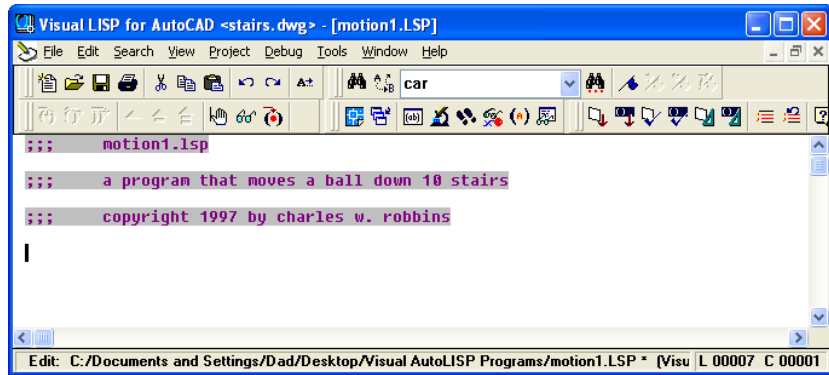 Visual LISP for AutoCAD <stairs.dwg> - [motion1.LSP]
File Edit Search View Project Debug Tools Window Help
car
;;; motion1.lsp
;;; a program that moves a ball down 10 stairs
;;; copyright 1997 by charles w. robbins
Edit: C:/Documents and Settings/Dad/Desktop/Visual AutoLISP Programs/motion1.LSP * (Visu L 00007 C 00001